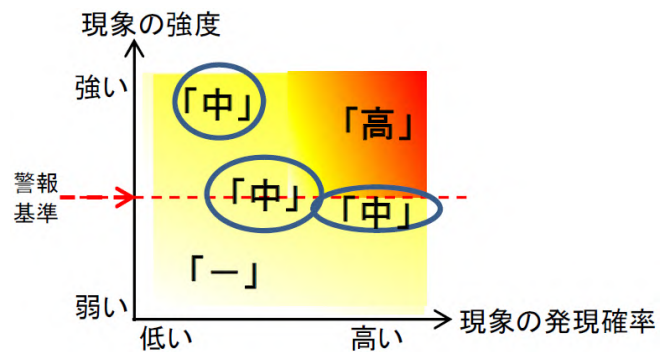 現象の強度
強い
「中」
「高」
警報
基準
「中」
「中」
「－」
弱い
低い
高い
現象の発現確率